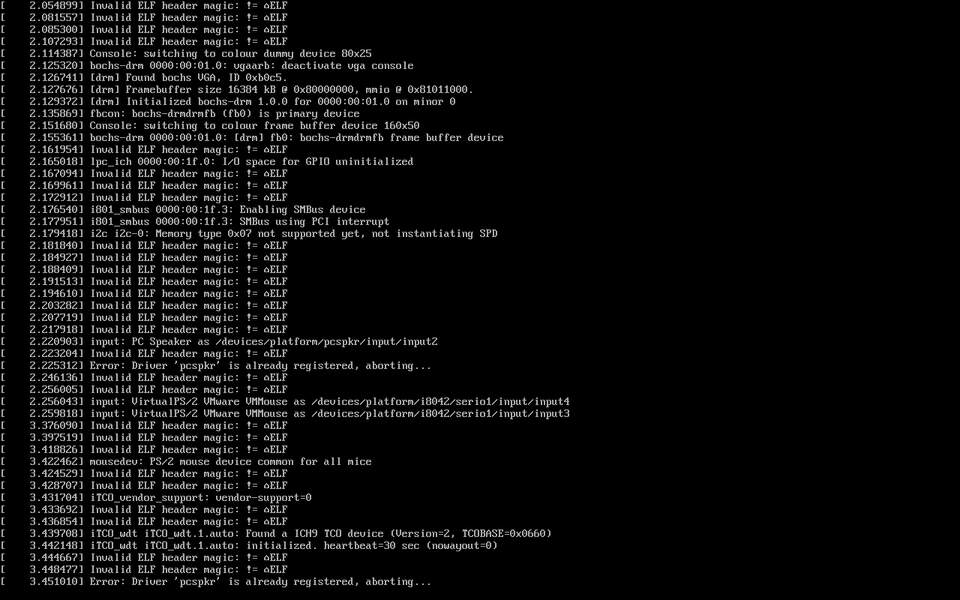 [    2.054899] Invalid ELF header magic: != ⌂ELF
[    2.081557] Invalid ELF header magic: != ⌂ELF
[    2.085300] Invalid ELF header magic: != ⌂ELF
[    2.107293] Invalid ELF header magic: != ⌂ELF
[    2.114387] Console: switching to colour dummy device 80x25
[    2.125320] bochs-drm 0000:00:01.0: vgaarb: deactivate vga console
[    2.126741] [drm] Found bochs VGA, ID 0xb0c5.
[    2.127676] [drm] Framebuffer size 16384 kB @ 0x80000000, mmio @ 0x81011000.
[    2.129372] [drm] Initialized bochs-drm 1.0.0 for 0000:00:01.0 on minor 0
[    2.135869] fbcon: bochs-drmdrmfb (fb0) is primary device
[    2.151680] Console: switching to colour frame buffer device 160x50
[    2.155361] bochs-drm 0000:00:01.0: [drm] fb0: bochs-drmdrmfb frame buffer device
[    2.161954] Invalid ELF header magic: != ⌂ELF
[    2.165018] lpc_ich 0000:00:1f.0: I/O space for GPIO uninitialized
[    2.167094] Invalid ELF header magic: != ⌂ELF
[    2.169961] Invalid ELF header magic: != ⌂ELF
[    2.172912] Invalid ELF header magic: != ⌂ELF
[    2.176540] i801_smbus 0000:00:1f.3: Enabling SMBus device
[    2.177951] i801_smbus 0000:00:1f.3: SMBus using PCI interrupt
[    2.179418] i2c i2c-0: Memory type 0x07 not supported yet, not instantiating SPD
[    2.181840] Invalid ELF header magic: != ⌂ELF
[    2.184927] Invalid ELF header magic: != ⌂ELF
[    2.188409] Invalid ELF header magic: != ⌂ELF
[    2.191513] Invalid ELF header magic: != ⌂ELF
[    2.194610] Invalid ELF header magic: != ⌂ELF
[    2.203282] Invalid ELF header magic: != ⌂ELF
[    2.207719] Invalid ELF header magic: != ⌂ELF
[    2.217918] Invalid ELF header magic: != ⌂ELF
[    2.220903] input: PC Speaker as /devices/platform/pcspkr/input/input2
[    2.223204] Invalid ELF header magic: != ⌂ELF
[    2.225312] Error: Driver 'pcspkr' is already registered, aborting...
[    2.246136] Invalid ELF header magic: != ⌂ELF
[    2.256005] Invalid ELF header magic: != ⌂ELF
[    2.256043] input: VirtualPS/2 VMware VMMouse as /devices/platform/i8042/serio1/input/input4
[    2.259818] input: VirtualPS/2 VMware VMMouse as /devices/platform/i8042/serio1/input/input3
[    3.376090] Invalid ELF header magic: != ⌂ELF
[    3.397519] Invalid ELF header magic: != ⌂ELF
[    3.418826] Invalid ELF header magic: != ⌂ELF
[    3.422462] mousedev: PS/2 mouse device common for all mice
[    3.424529] Invalid ELF header magic: != ⌂ELF
[    3.428707] Invalid ELF header magic: != ⌂ELF
[    3.431704] iTCO_vendor_support: vendor-support=0
[    3.433692] Invalid ELF header magic: != ⌂ELF
[    3.436854] Invalid ELF header magic: != ⌂ELF
[    3.439708] iTCO_wdt iTCO_wdt.1.auto: Found a ICH9 TCO device (Version=2, TCOBASE=0x0660)
[    3.442148] iTCO_wdt iTCO_wdt.1.auto: initialized. heartbeat=30 sec (nowayout=0)
[    3.444667] Invalid ELF header magic: != ⌂ELF
[    3.448477] Invalid ELF header magic: != ⌂ELF
[    3.451010] Error: Driver 'pcspkr' is already registered, aborting...